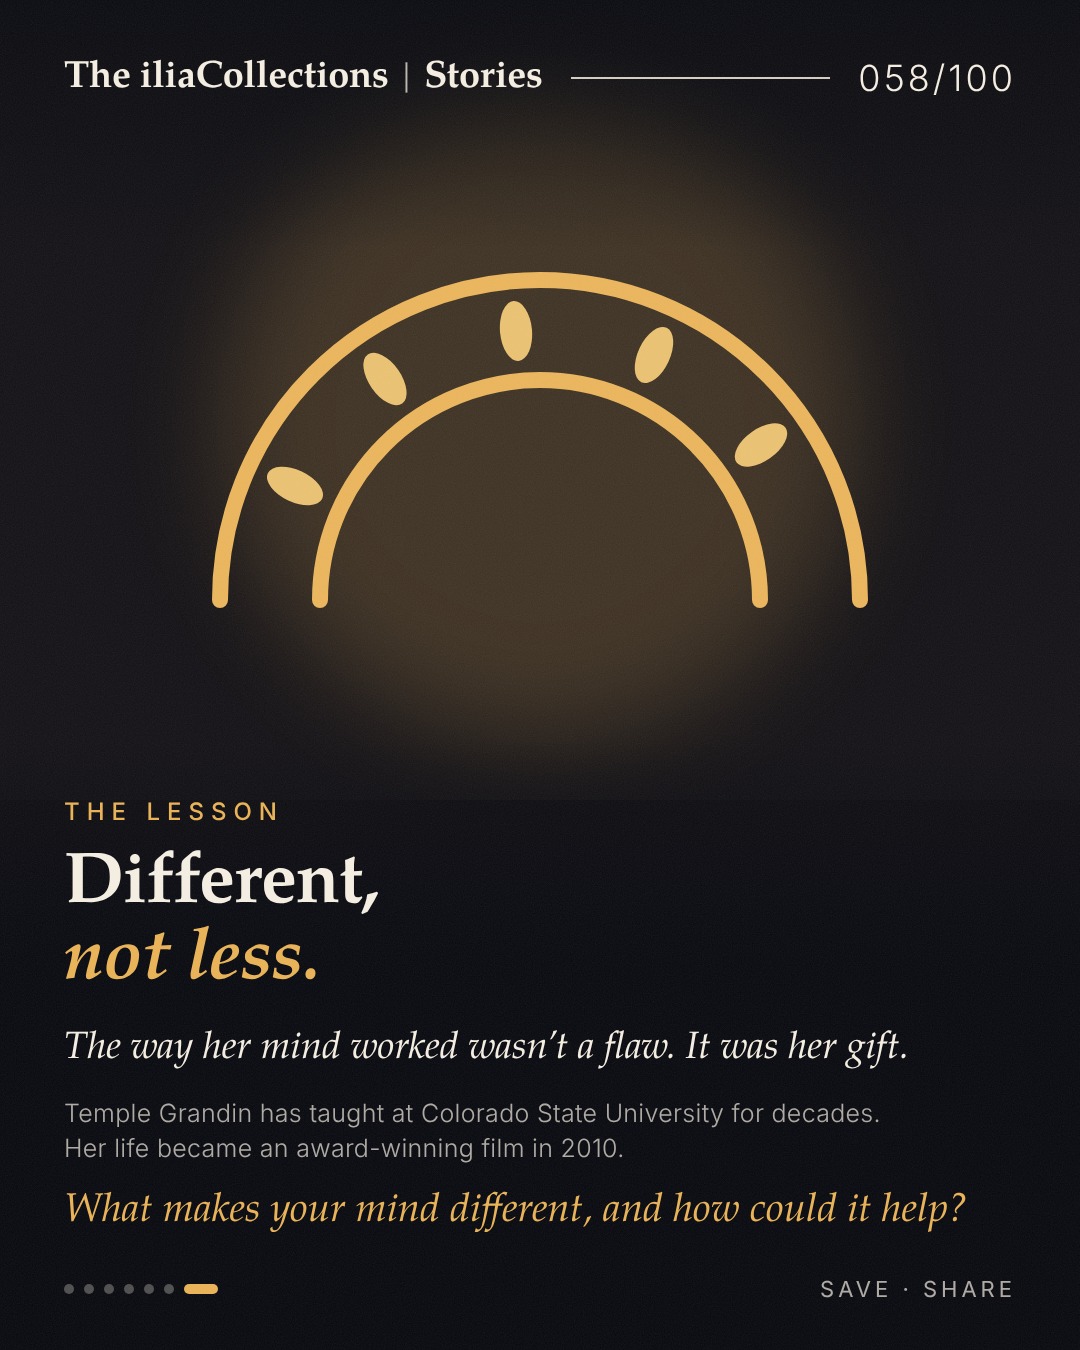 The iliaCollections | Stories 058/100
THE LESSON
Different,
not less.
The way her mind worked wasn’t a flaw. It was her gift.
Temple Grandin has taught at Colorado State University for decades.
Her life became an award-winning film in 2010.
What makes your mind different, and how could it help?
SAVE · SHARE